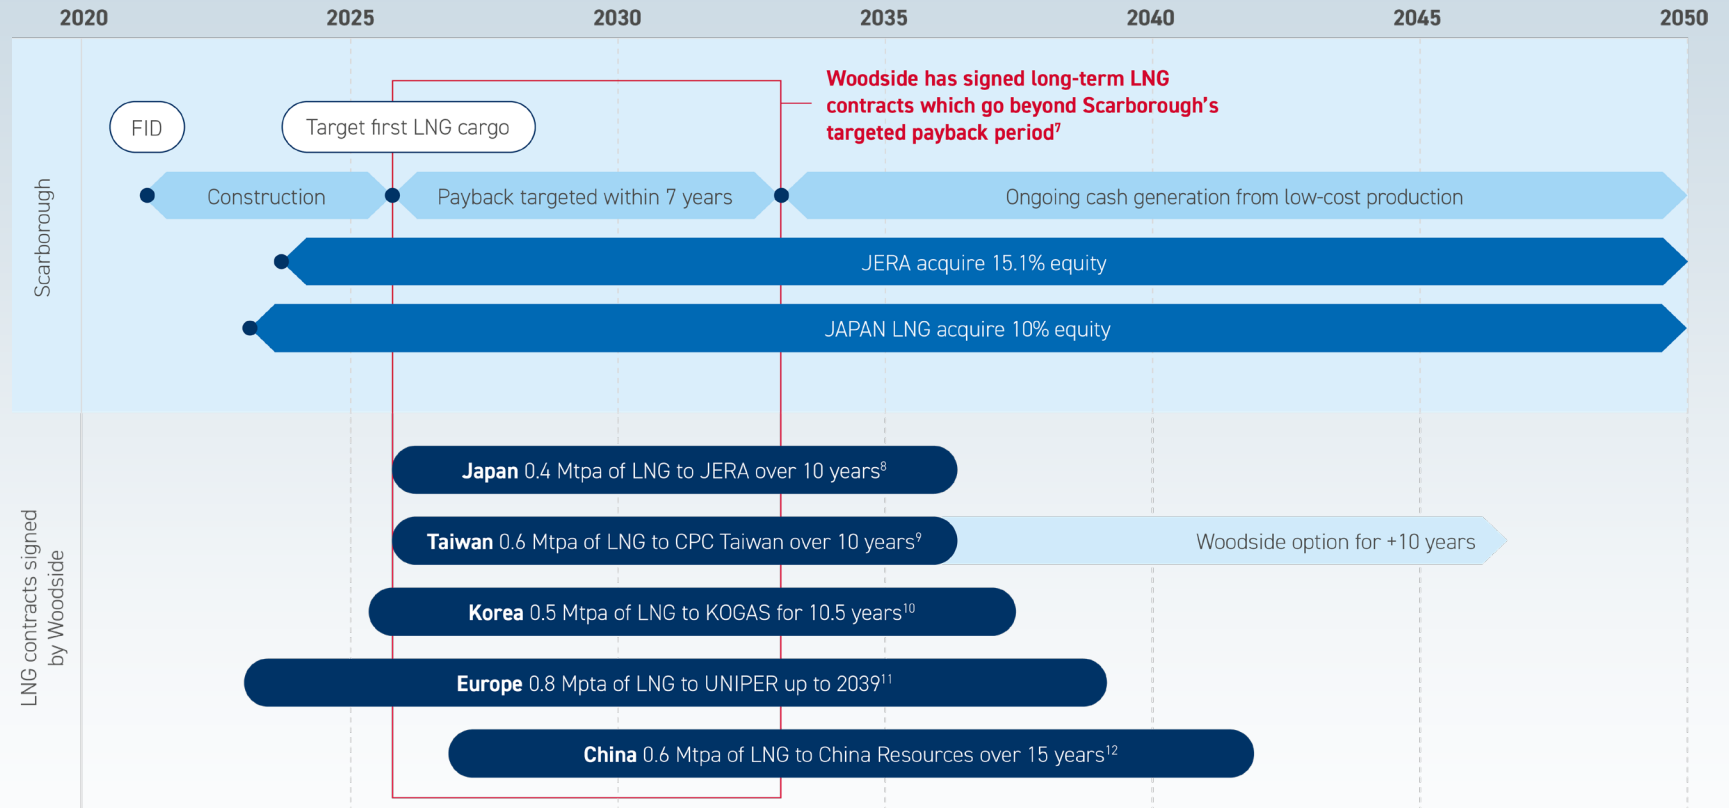 2020 2025 2030 2035 2040 2045 2050
Woodside has signed long-term LNG
contracts which go beyond Scarborough's
targeted payback period⁷
FID
Target first LNG cargo
Scarborough
Construction
Payback targeted within 7 years
Ongoing cash generation from low-cost production
JERA acquire 15.1% equity
JAPAN LNG acquire 10% equity
LNG contracts signed
by Woodside
Japan 0.4 Mtpa of LNG to JERA over 10 years⁸
Taiwan 0.6 Mtpa of LNG to CPC Taiwan over 10 years⁹
Woodside option for +10 years
Korea 0.5 Mtpa of LNG to KOGAS for 10.5 years¹⁰
Europe 0.8 Mpta of LNG to UNIPER up to 2039¹¹
China 0.6 Mtpa of LNG to China Resources over 15 years¹²